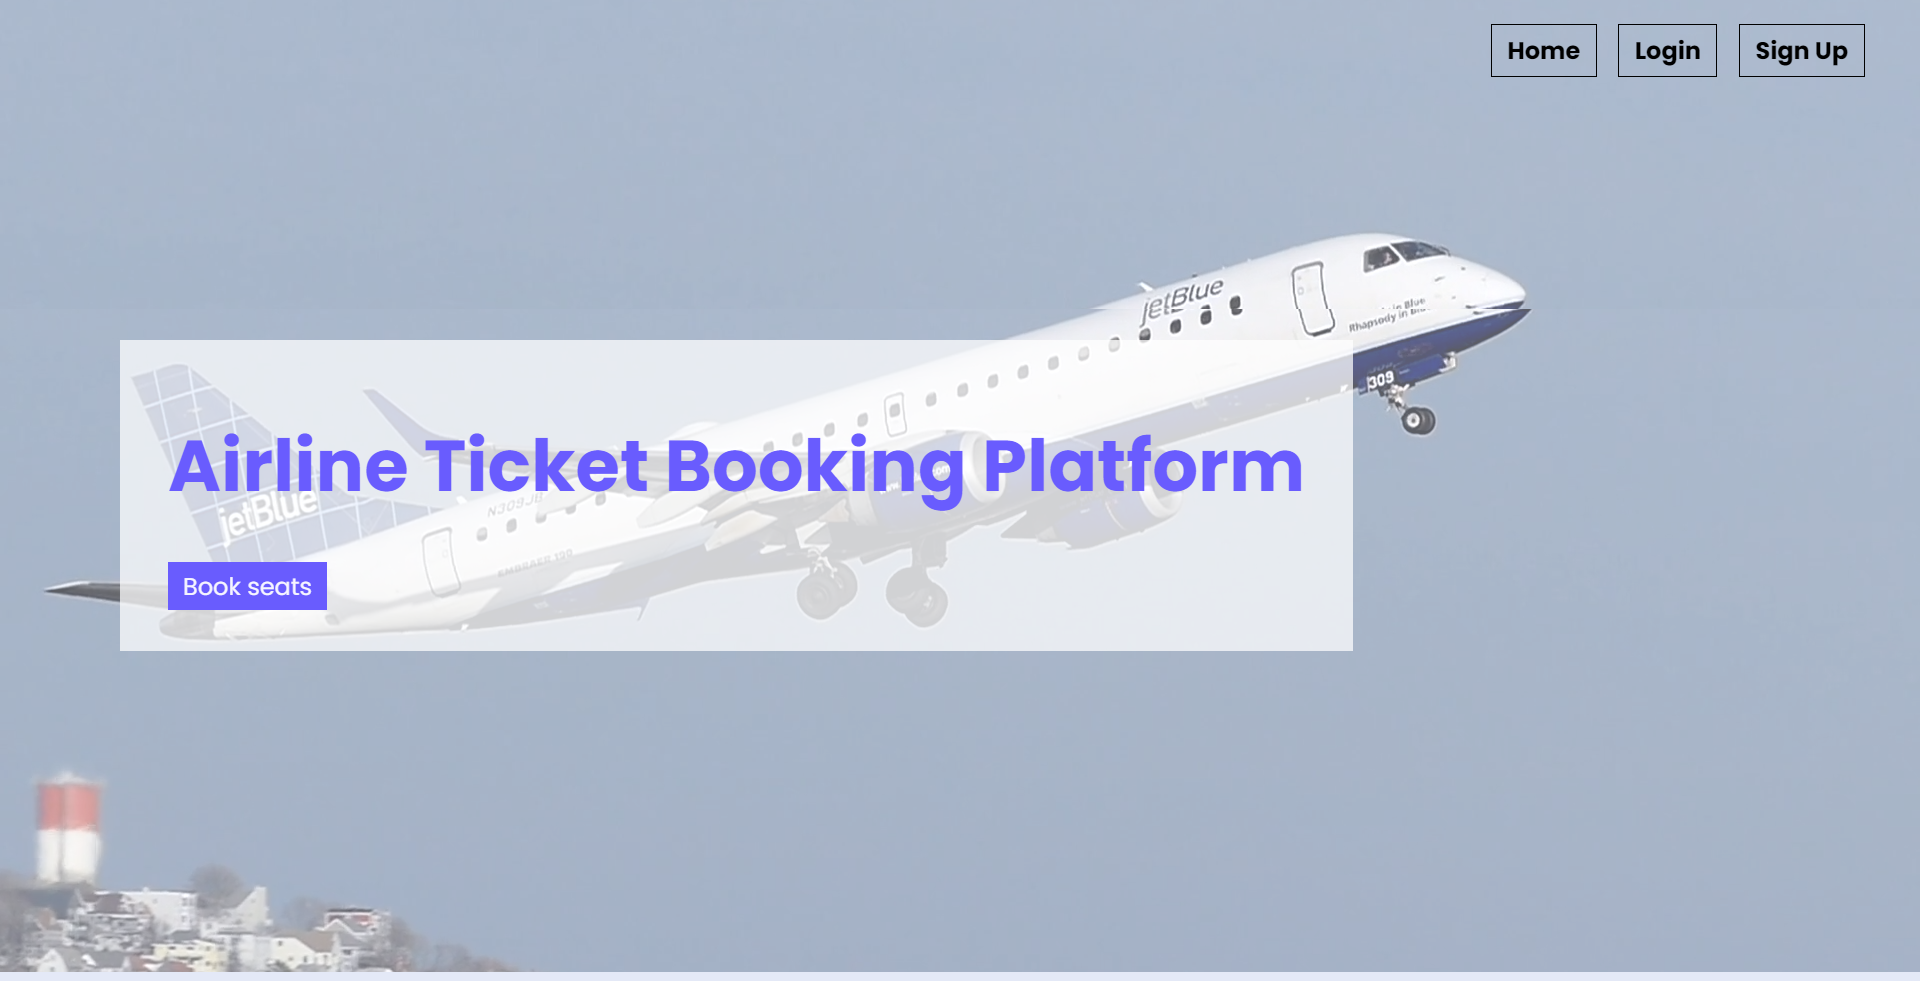 Home
Login
Sign Up
jetBlue
Rhapsody in Blue
309
Airline Ticket Booking Platform
jetBlue
N309JB
EMBRAER 190
Book seats